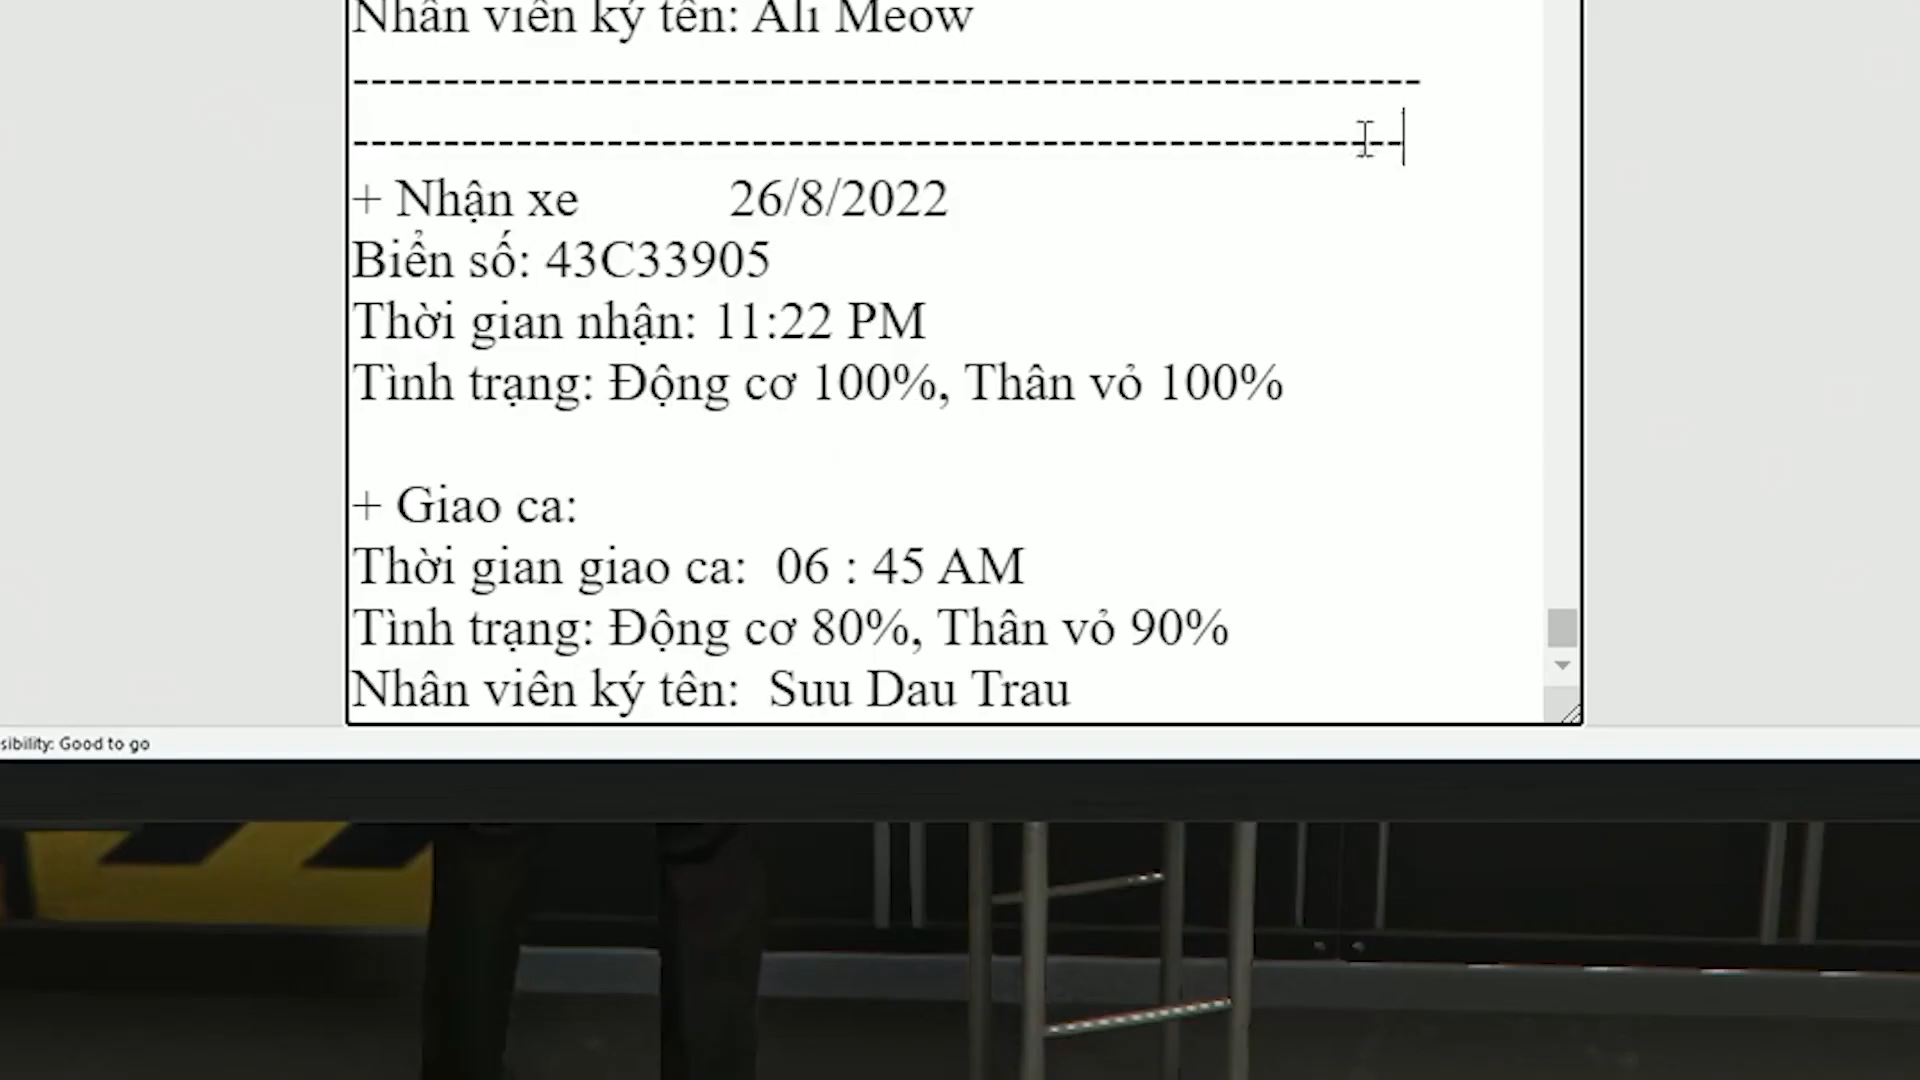 Nhân viên ký tên: Ali Meow
----------------------------------------------------------------------
---------------------------------------------------------------------
+ Nhận xe 26/8/2022
Biển số: 43C33905
Thời gian nhận: 11:22 PM
Tình trạng: Động cơ 100%, Thân vỏ 100%
+ Giao ca:
Thời gian giao ca: 06 : 45 AM
Tình trạng: Động cơ 80%, Thân vỏ 90%
Nhân viên ký tên: Suu Dau Trau
sibility: Good to go